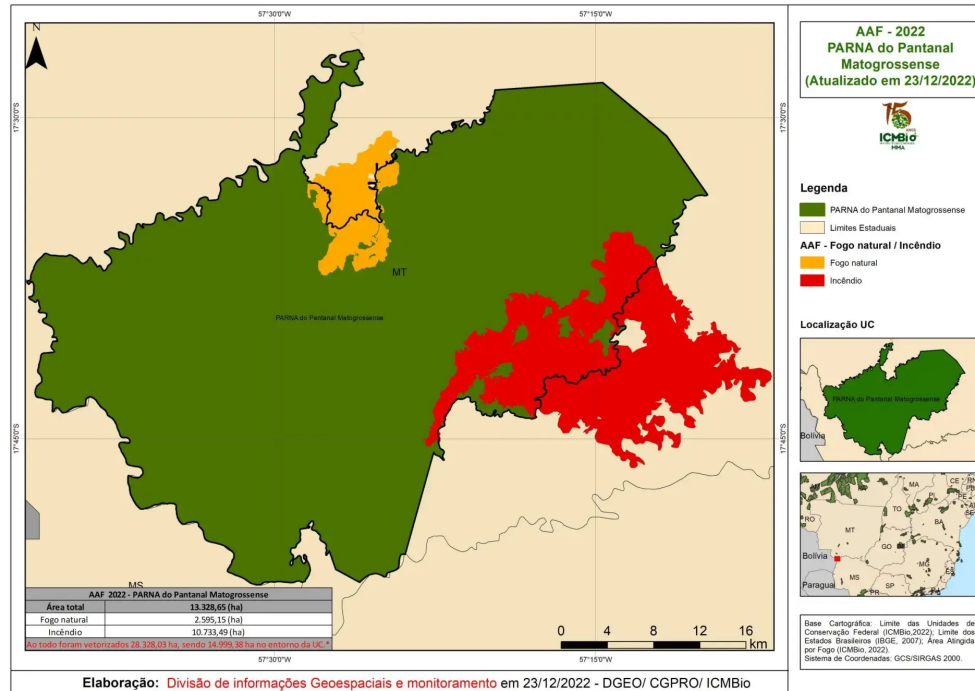 57°30'0"W
57°15'0"W
N
17°30'0"S
17°30'0"S
MT
PARNA do Pantanal Matogrossense
17°45'0"S
17°45'0"S
MS
AAF 2022 - PARNA do Pantanal Matogrossense
Área total 13.328,65 (ha)
Fogo natural 2.595,15 (ha)
Incêndio 10.733,49 (ha)
Ao todo foram vetorizados 28.328,03 ha, sendo 14.999,38 ha no entorno da UC.*
0 4 8 12 16
km
57°30'0"W
57°15'0"W
Elaboração: Divisão de informações Geoespaciais e monitoramento em 23/12/2022 - DGEO/ CGPRO/ ICMBio
AAF - 2022
PARNA do Pantanal
Matogrossense
(Atualizado em 23/12/2022)
15
ANOS
ICMBio
MMA
Legenda
PARNA do Pantanal Matogrossense
Limites Estaduais
AAF - Fogo natural / Incêndio
Fogo natural
Incêndio
Localização UC
PARNA do Pantanal Matogrossense
Bolívia
MA
CE
RN
PB
PE
AL
SE
PI
TO
RO
MT
BA
GO
Bolívia
MG
ES
MS
SP
Paraguai
PR
Base Cartográfica: Limite das Unidades de
Conservação Federal (ICMBio,2022); Limite dos
Estados Brasileiros (IBGE, 2007); Área Atingida
por Fogo (ICMBio, 2022).
Sistema de Coordenadas: GCS/SIRGAS 2000.